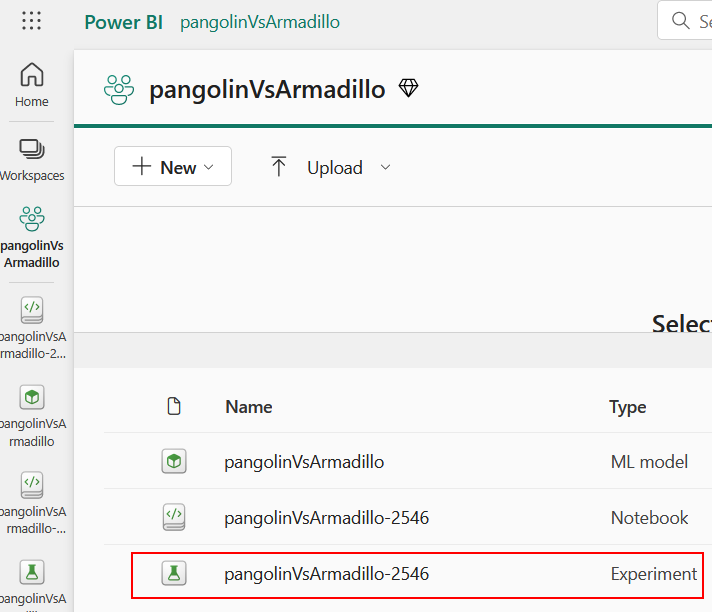 Power BI pangolinVsArmadillo
Se
Home
Workspaces
pangolinVs
Armadillo
pangolinVsA
rmadillo-2...
pangolinVsA
rmadillo
pangolinVsA
rmadillo-...
pangolinVsA
pangolinVsArmadillo
New
Upload
Select
Name Type
pangolinVsArmadillo ML model
pangolinVsArmadillo-2546 Notebook
pangolinVsArmadillo-2546 Experiment